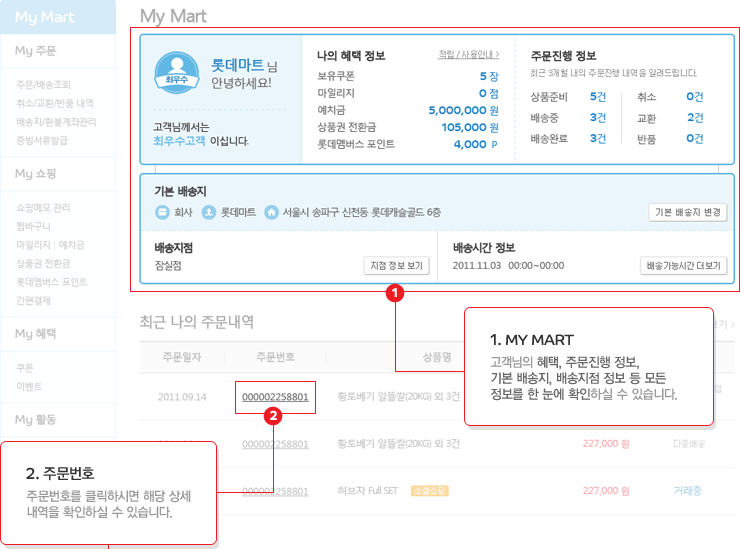 My Mart
My 주문
주문/배송조회
취소/교환/반품 내역
배송지/환불계좌관리
증빙서류발급
My 쇼핑
쇼핑메모 관리
찜바구니
마일리지 | 예치금
상품권 전환금
롯데멤버스 포인트
간편결제
My 혜택
쿠폰
이벤트
My 활동
My Mart
최우수
롯데마트 님
안녕하세요!
고객님께서는
최우수고객 이십니다.
나의 혜택 정보 적립/사용안내 >
보유쿠폰 5 장
마일리지 0 점
예치금 5,000,000 원
상품권 전환금 105,000 원
롯데멤버스 포인트 4,000 P
주문진행 정보
최근 3개월 내의 주문진행 내역을 알려드립니다.
상품준비 5건 취소 0건
배송중 3건 교환 2건
배송완료 3건 반품 0건
기본 배송지
회사 롯데마트 서울시 송파구 신천동 롯데캐슬골드 6층 기본 배송지 변경
배송지점
잠실점 지점 정보 보기
배송시간 정보
2011.11.03 00:00~00:00 배송가능시간 더보기
1
최근 나의 주문내역
보기 >
주문일자 주문번호 상품명
2011.09.14 000002258801 황토베기 알뜰쌀(20KG) 외 3건
2
000002258801 황토베기 알뜰쌀(20KG) 외 3건 227,000 원 다중배송
000002258801 허브자 Full SET 소셜쇼핑 227,000 원 거래중
1. MY MART
고객님의 혜택, 주문진행 정보,
기본 배송지, 배송지점 정보 등 모든
정보를 한 눈에 확인하실 수 있습니다.
2. 주문번호
주문번호를 클릭하시면 해당 상세
내역을 확인하실 수 있습니다.